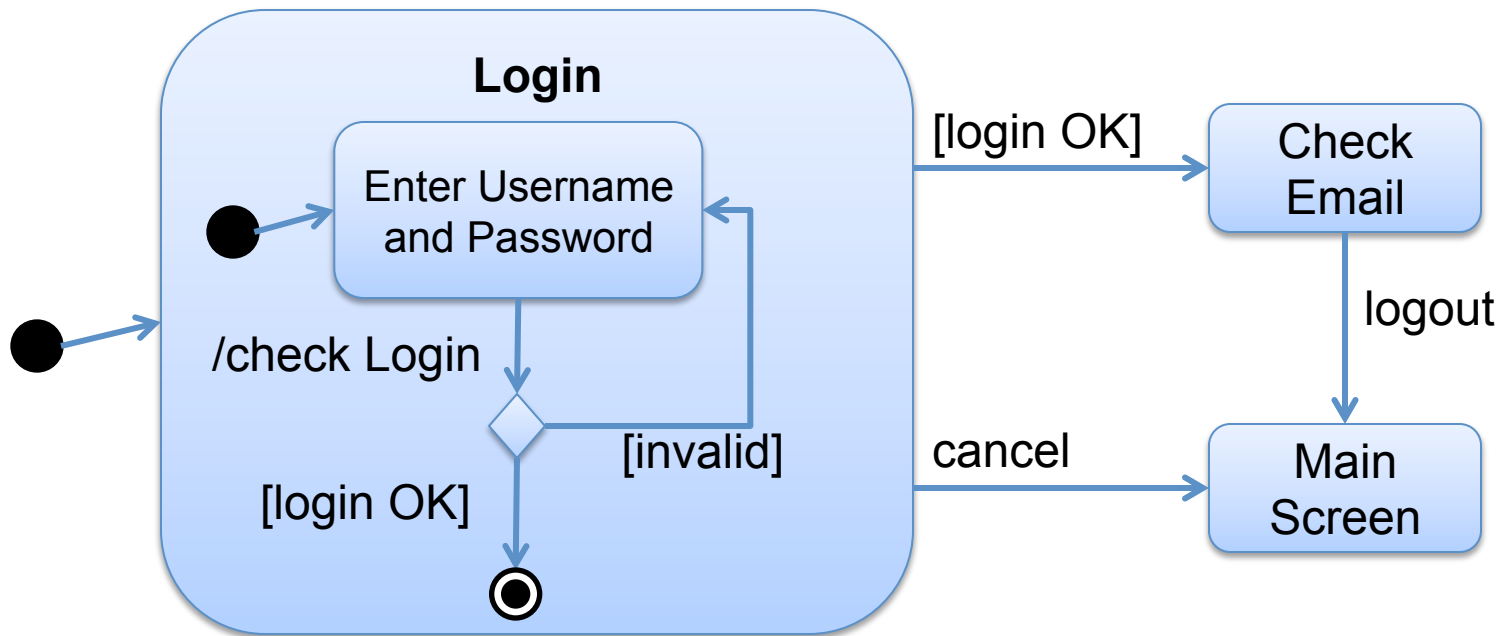 Login
Enter Username
and Password
/check Login
[invalid]
[login OK]
[login OK]
Check
Email
logout
cancel
Main
Screen